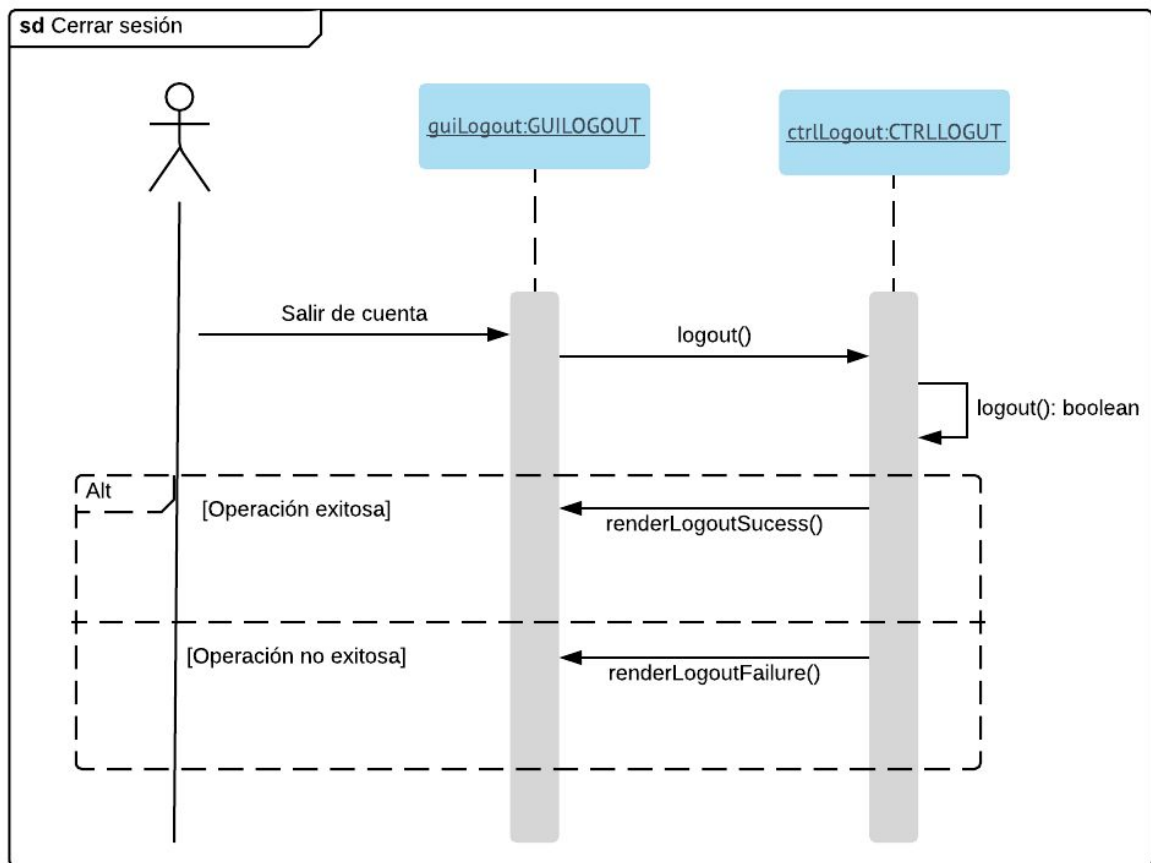 sd Cerrar sesión
guiLogout:GUILOGOUT
ctrlLogout:CTRLLOGUT
Salir de cuenta
logout()
logout(): boolean
Alt
[Operación exitosa]
renderLogoutSucess()
[Operación no exitosa]
renderLogoutFailure()